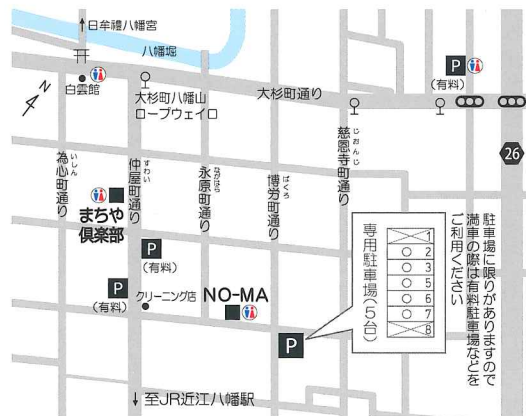 ↑日牟禮八幡宮
八幡堀
白雲館
N
大杉町八幡山
ロープウェイ口
大杉町通り
P
(有料)
26
為心町通り
いしん
仲屋町通り
すわい
永原町通り
ながはら
博労町通り
ばくろ
慈恩寺町通り
じおんじ
まちや
倶楽部
P
(有料)
P
(有料)
クリーニング店
NO-MA
P
専用駐車場(5台)
1
2
3
5
6
7
8
駐車場に限りがありますので
満車の際は有料駐車場などを
ご利用ください
↓至JR近江八幡駅